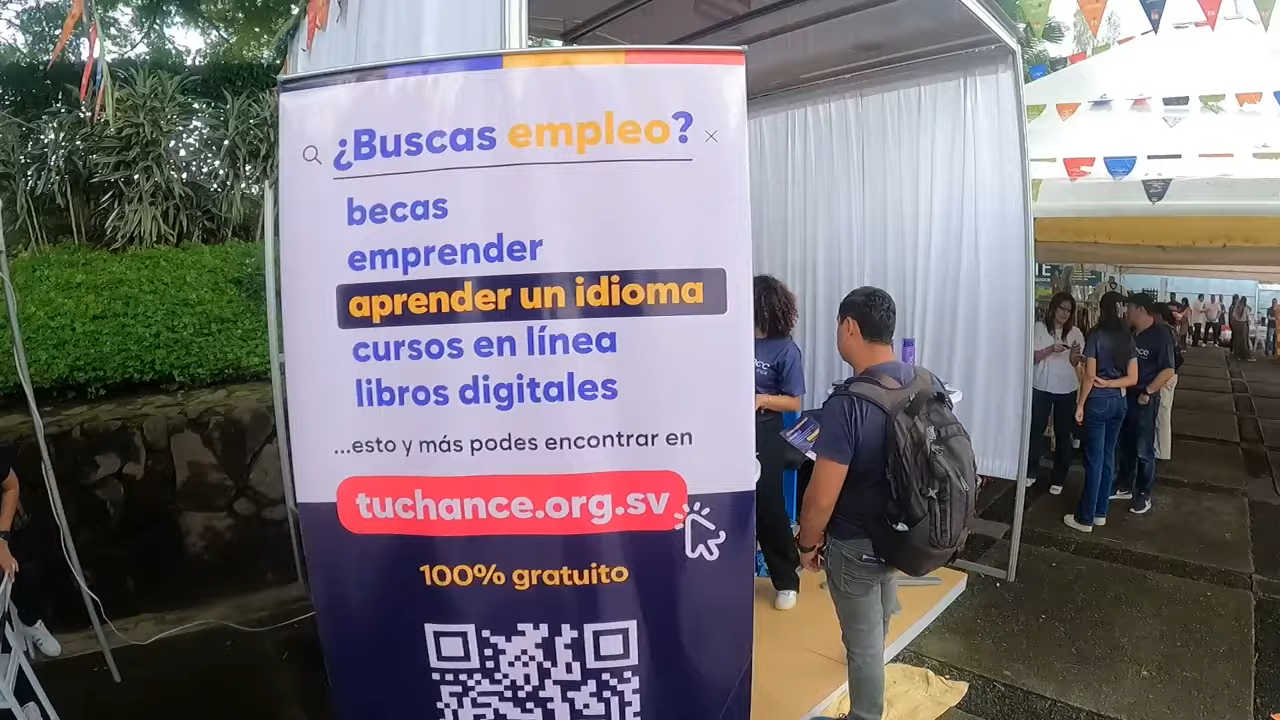 ¿Buscas empleo?
becas
emprender
aprender un idioma
cursos en línea
libros digitales
...esto y más podes encontrar en
tuchance.org.sv
100% gratuito